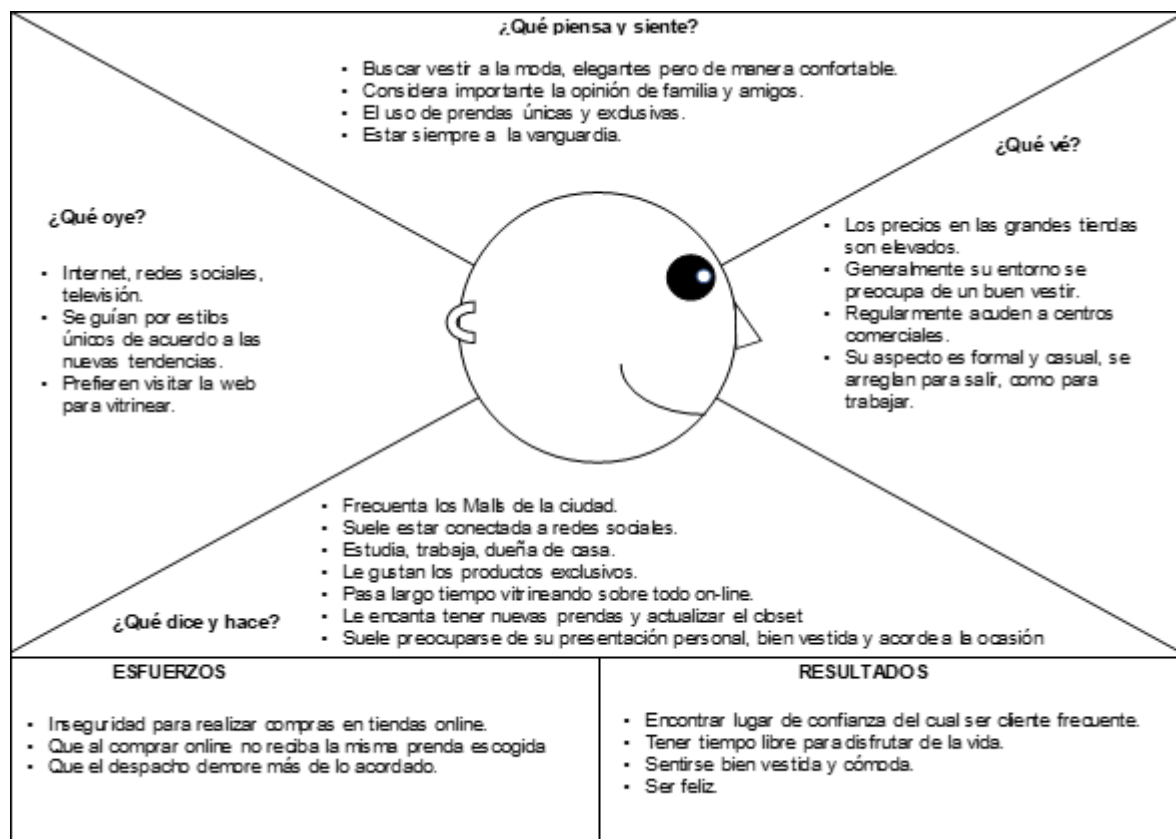 ¿Qué piensa y siente?
• Buscar vestir a la moda, elegantes pero de manera confortable.
• Considera importante la opinión de familia y amigos.
• El uso de prendas únicas y exclusivas.
• Estar siempre a la vanguardia.
¿Qué vé?
• Los precios en las grandes tiendas
son elevados.
• Generalmente su entorno se
preocupa de un buen vestir.
• Regularmente acuden a centros
comerciales.
• Su aspecto es formal y casual, se
arreglan para salir, como para
trabajar.
¿Qué oye?
• Internet, redes sociales,
televisión.
• Se guían por estilos
únicos de acuerdo a las
nuevas tendencias.
• Prefieren visitar la web
para vitrinear.
• Frecuenta los Malls de la ciudad.
• Suele estar conectada a redes sociales.
• Estudia, trabaja, dueña de casa.
• Le gustan los productos exclusivos.
• Pasa largo tiempo vitrineando sobre todo on-line.
• Le encanta tener nuevas prendas y actualizar el closet
• Suele preocuparse de su presentación personal, bien vestida y acorde a la ocasión
¿Qué dice y hace?
ESFUERZOS
• Inseguridad para realizar compras en tiendas online.
• Que al comprar online no reciba la misma prenda escogida
• Que el despacho demore más de lo acordado.
RESULTADOS
• Encontrar lugar de confianza del cual ser cliente frecuente.
• Tener tiempo libre para disfrutar de la vida.
• Sentirse bien vestida y cómoda.
• Ser feliz.